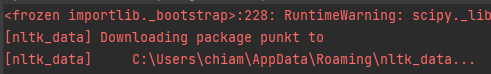 <frozen importlib._bootstrap>:228: RuntimeWarning: scipy._lib
[nltk_data] Downloading package punkt to
[nltk_data]     C:\Users\chiam\AppData\Roaming\nltk_data...